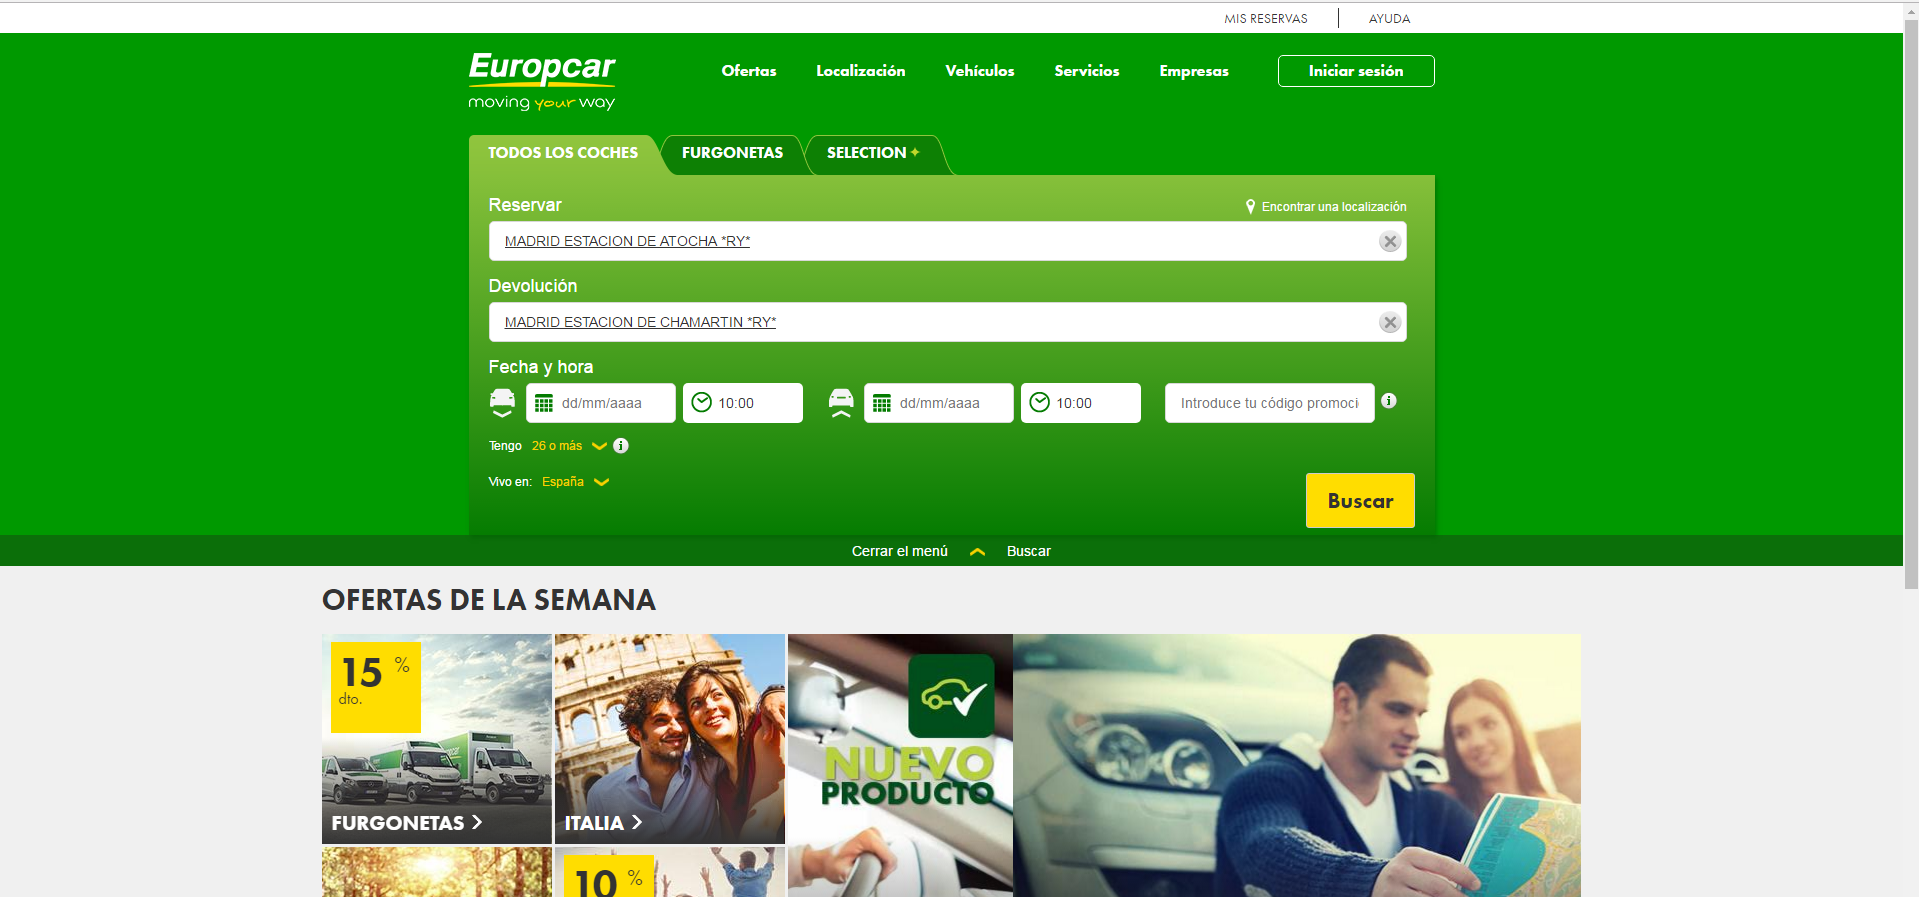 MIS RESERVAS
AYUDA
Europcar
moving your way
Ofertas
Localización
Vehículos
Servicios
Empresas
Iniciar sesión
TODOS LOS COCHES
FURGONETAS
SELECTION
Reservar
Encontrar una localización
MADRID ESTACION DE ATOCHA *RY*
Devolución
MADRID ESTACION DE CHAMARTIN *RY*
Fecha y hora
dd/mm/aaaa
10:00
dd/mm/aaaa
10:00
Introduce tu código promoci
Tengo 26 o más
Vivo en: España
Buscar
Cerrar el menú
Buscar
OFERTAS DE LA SEMANA
15 %
dto.
FURGONETAS
ITALIA
NUEVO
PRODUCTO
10 %